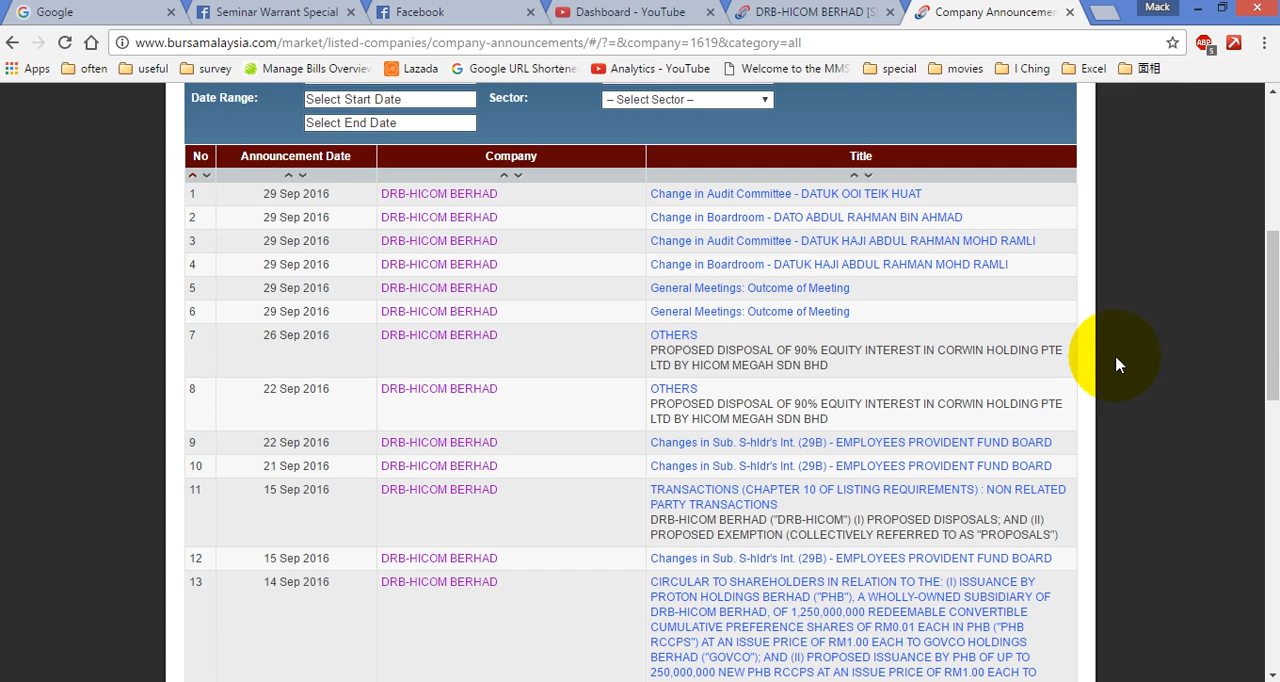 Google
Seminar Warrant Special
Facebook
Dashboard - YouTube
DRB-HICOM BERHAD [S
Company Announcemen
Mack
www.bursamalaysia.com/market/listed-companies/company-announcements/#/?=&company=1619&category=all
ABP
5
Apps
often
useful
survey
Manage Bills Overview
Lazada
Google URL Shortene
Analytics - YouTube
Welcome to the MMS
special
movies
I Ching
Excel
面相
Date Range:
Select Start Date
Sector:
– Select Sector –
Select End Date
No Announcement Date Company Title
1 29 Sep 2016 DRB-HICOM BERHAD Change in Audit Committee - DATUK OOI TEIK HUAT
2 29 Sep 2016 DRB-HICOM BERHAD Change in Boardroom - DATO ABDUL RAHMAN BIN AHMAD
3 29 Sep 2016 DRB-HICOM BERHAD Change in Audit Committee - DATUK HAJI ABDUL RAHMAN MOHD RAMLI
4 29 Sep 2016 DRB-HICOM BERHAD Change in Boardroom - DATUK HAJI ABDUL RAHMAN MOHD RAMLI
5 29 Sep 2016 DRB-HICOM BERHAD General Meetings: Outcome of Meeting
6 29 Sep 2016 DRB-HICOM BERHAD General Meetings: Outcome of Meeting
7 26 Sep 2016 DRB-HICOM BERHAD OTHERS
PROPOSED DISPOSAL OF 90% EQUITY INTEREST IN CORWIN HOLDING PTE
LTD BY HICOM MEGAH SDN BHD
8 22 Sep 2016 DRB-HICOM BERHAD OTHERS
PROPOSED DISPOSAL OF 90% EQUITY INTEREST IN CORWIN HOLDING PTE
LTD BY HICOM MEGAH SDN BHD
9 22 Sep 2016 DRB-HICOM BERHAD Changes in Sub. S-hldr's Int. (29B) - EMPLOYEES PROVIDENT FUND BOARD
10 21 Sep 2016 DRB-HICOM BERHAD Changes in Sub. S-hldr's Int. (29B) - EMPLOYEES PROVIDENT FUND BOARD
11 15 Sep 2016 DRB-HICOM BERHAD TRANSACTIONS (CHAPTER 10 OF LISTING REQUIREMENTS) : NON RELATED
PARTY TRANSACTIONS
DRB-HICOM BERHAD ("DRB-HICOM") (I) PROPOSED DISPOSALS; AND (II)
PROPOSED EXEMPTION (COLLECTIVELY REFERRED TO AS "PROPOSALS")
12 15 Sep 2016 DRB-HICOM BERHAD Changes in Sub. S-hldr's Int. (29B) - EMPLOYEES PROVIDENT FUND BOARD
13 14 Sep 2016 DRB-HICOM BERHAD CIRCULAR TO SHAREHOLDERS IN RELATION TO THE: (I) ISSUANCE BY
PROTON HOLDINGS BERHAD ("PHB"), A WHOLLY-OWNED SUBSIDIARY OF
DRB-HICOM BERHAD, OF 1,250,000,000 REDEEMABLE CONVERTIBLE
CUMULATIVE PREFERENCE SHARES OF RM0.01 EACH IN PHB ("PHB
RCCPS") AT AN ISSUE PRICE OF RM1.00 EACH TO GOVCO HOLDINGS
BERHAD ("GOVCO"); AND (II) PROPOSED ISSUANCE BY PHB OF UP TO
250,000,000 NEW PHB RCCPS AT AN ISSUE PRICE OF RM1.00 EACH TO